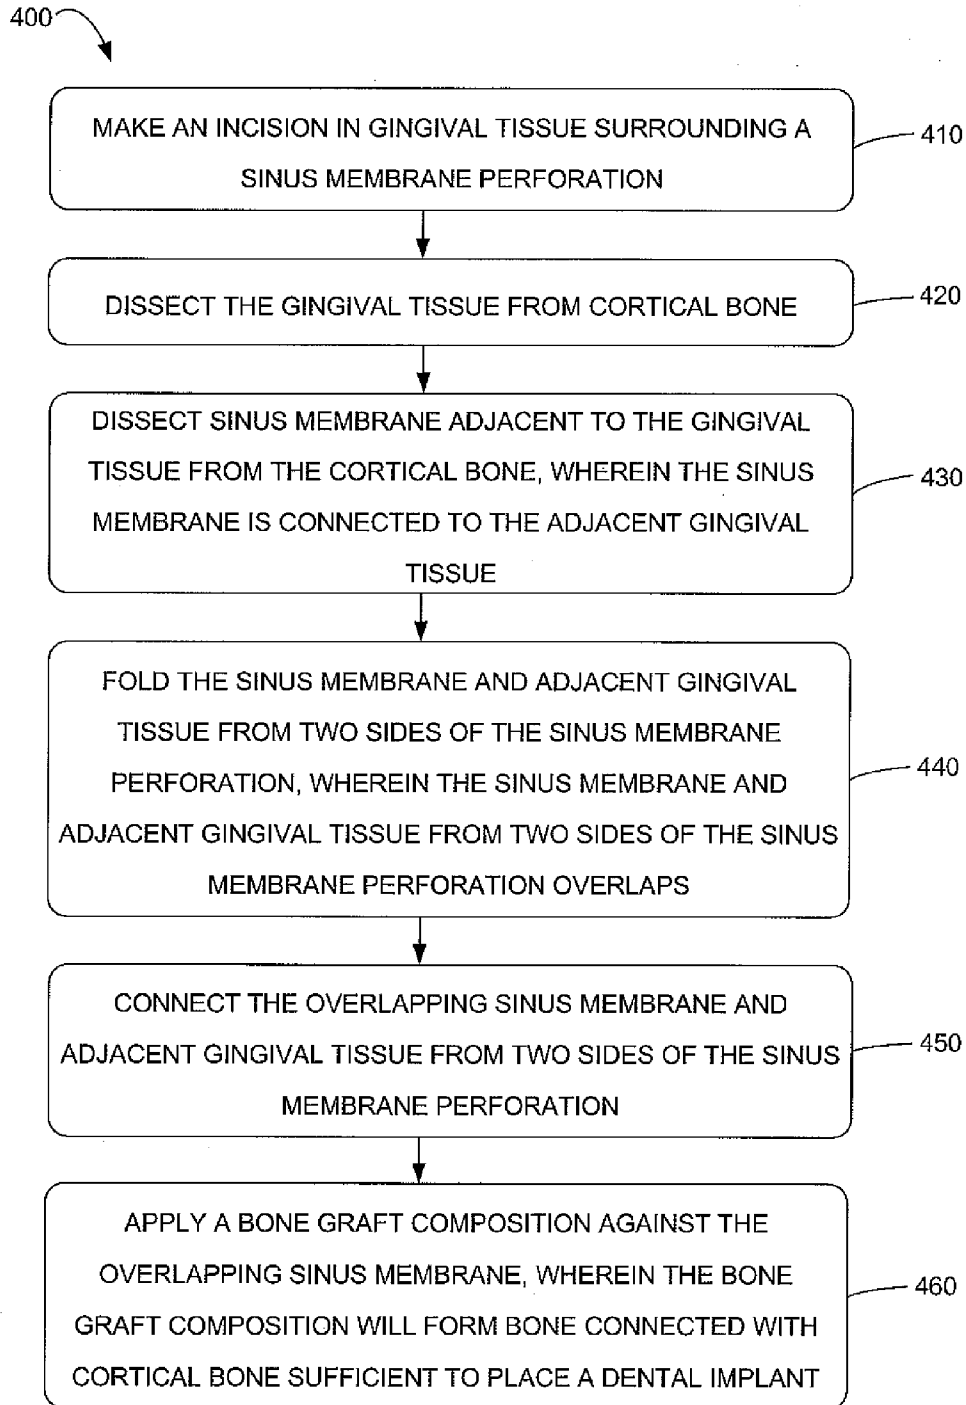 400
MAKE AN INCISION IN GINGIVAL TISSUE SURROUNDING A
SINUS MEMBRANE PERFORATION
410
DISSECT THE GINGIVAL TISSUE FROM CORTICAL BONE
420
DISSECT SINUS MEMBRANE ADJACENT TO THE GINGIVAL
TISSUE FROM THE CORTICAL BONE, WHEREIN THE SINUS
MEMBRANE IS CONNECTED TO THE ADJACENT GINGIVAL
TISSUE
430
FOLD THE SINUS MEMBRANE AND ADJACENT GINGIVAL
TISSUE FROM TWO SIDES OF THE SINUS MEMBRANE
PERFORATION, WHEREIN THE SINUS MEMBRANE AND
ADJACENT GINGIVAL TISSUE FROM TWO SIDES OF THE SINUS
MEMBRANE PERFORATION OVERLAPS
440
CONNECT THE OVERLAPPING SINUS MEMBRANE AND
ADJACENT GINGIVAL TISSUE FROM TWO SIDES OF THE SINUS
MEMBRANE PERFORATION
450
APPLY A BONE GRAFT COMPOSITION AGAINST THE
OVERLAPPING SINUS MEMBRANE, WHEREIN THE BONE
GRAFT COMPOSITION WILL FORM BONE CONNECTED WITH
CORTICAL BONE SUFFICIENT TO PLACE A DENTAL IMPLANT
460